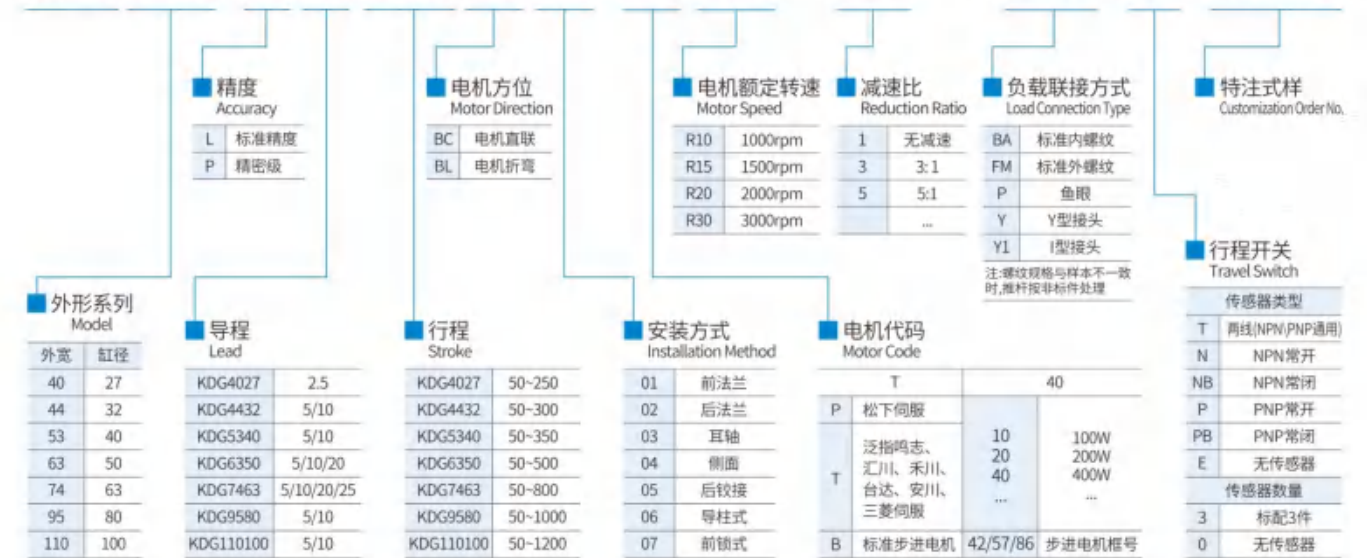 精度
Accuracy
L 标准精度
P 精密级
电机方位
Motor Direction
BC 电机直联
BL 电机折弯
电机额定转速
Motor Speed
R10 1000rpm
R15 1500rpm
R20 2000rpm
R30 3000rpm
减速比
Reduction Ratio
1 无减速
3 3:1
5 5:1
...
负载联接方式
Load Connection Type
BA 标准内螺纹
FM 标准外螺纹
P 鱼眼
Y Y型接头
Y1 I型接头
注:螺纹规格与样本不一致
时,推杆按非标件处理
特注式样
Customization Order No.
外形系列
Model
外宽 缸径
40 27
44 32
53 40
63 50
74 63
95 80
110 100
导程
Lead
KDG4027 2.5
KDG4432 5/10
KDG5340 5/10
KDG6350 5/10/20
KDG7463 5/10/20/25
KDG9580 5/10
KDG110100 5/10
行程
Stroke
KDG4027 50~250
KDG4432 50~300
KDG5340 50~350
KDG6350 50~500
KDG7463 50~800
KDG9580 50~1000
KDG110100 50~1200
安装方式
Installation Method
01 前法兰
02 后法兰
03 耳轴
04 侧面
05 后铰接
06 导柱式
07 前锁式
电机代码
Motor Code
T 40
P 松下伺服
T 泛指鸣志、
汇川、禾川、
台达、安川、
三菱伺服
10 100W
20 200W
40 400W
... ...
B 标准步进电机 42/57/86 步进电机框号
行程开关
Travel Switch
传感器类型
T 两线(NPN\PNP通用)
N NPN常开
NB NPN常闭
P PNP常开
PB PNP常闭
E 无传感器
传感器数量
3 标配3件
0 无传感器